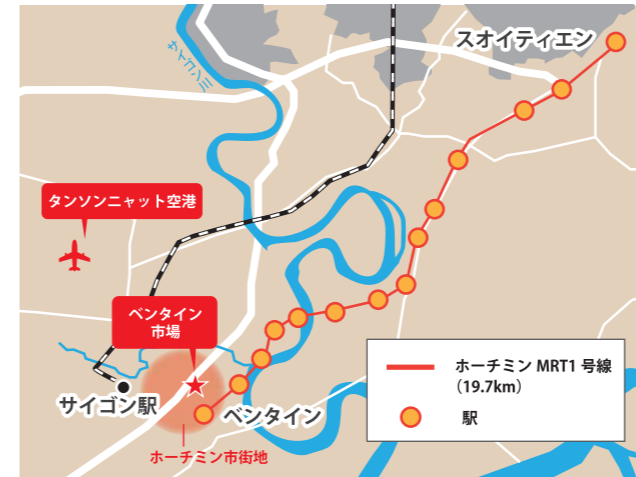 スオイティエン
サイゴン川
タンソンニャット空港
ベンタイン
市場
サイゴン駅
ベンタイン
ホーチミン市街地
ホーチミン MRT1 号線
（19.7km）
駅